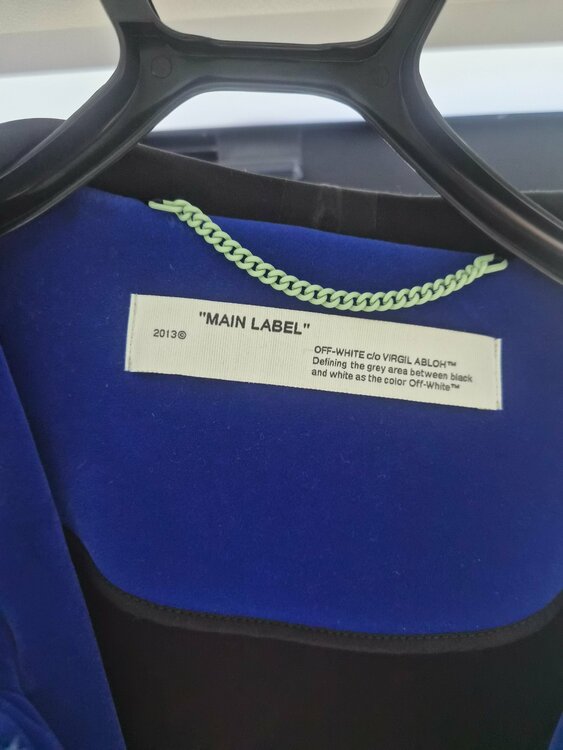 "MAIN LABEL"
2013©
OFF-WHITE c/o VIRGIL ABLOH™
Defining the grey area between black
and white as the color Off-White™